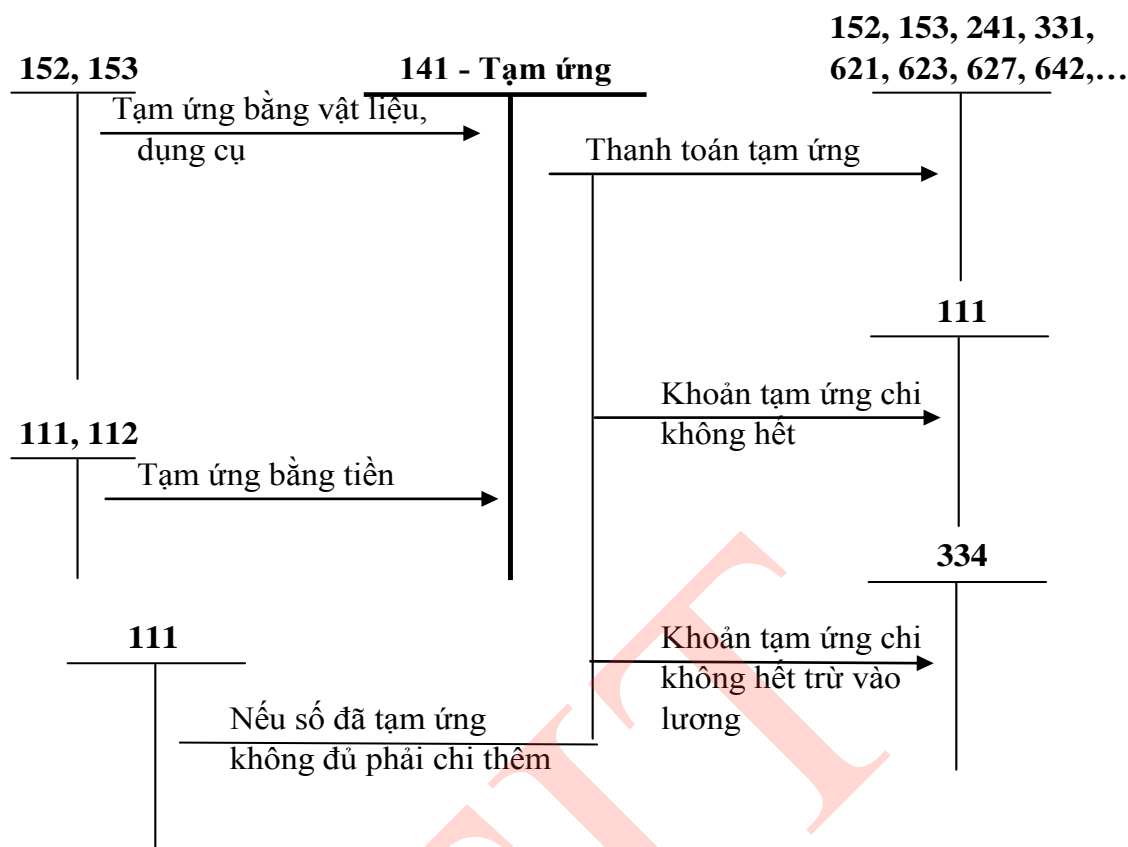 152, 153, 241, 331,
152, 153
141 - Tạm ứng
621, 623, 627, 642,…
Tạm ứng bằng vật liệu,
dụng cụ
Thanh toán tạm ứng
111
Khoản tạm ứng chi
không hết
111, 112
Tạm ứng bằng tiền
334
111
Khoản tạm ứng chi
không hết trừ vào
lương
Nếu số đã tạm ứng
không đủ phải chi thêm